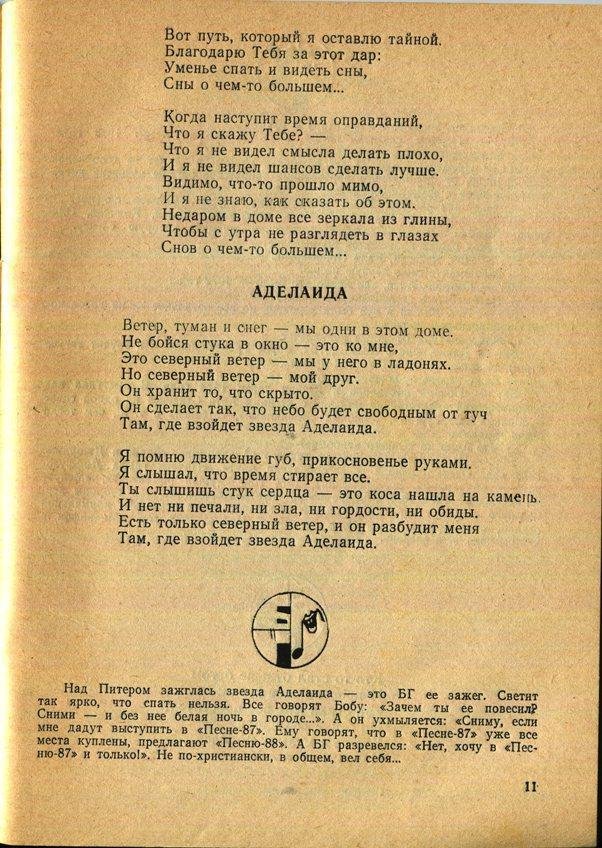 Вот путь, который я оставлю тайной.
Благодарю Тебя за этот дар:
Уменье спать и видеть сны,
Сны о чем-то большем...
Когда наступит время оправданий,
Что я скажу Тебе? —
Что я не видел смысла делать плохо,
И я не видел шансов сделать лучше.
Видимо, что-то прошло мимо,
И я не знаю, как сказать об этом.
Недаром в доме все зеркала из глины,
Чтобы с утра не разглядеть в глазах
Снов о чем-то большем...
АДЕЛАИДА
Ветер, туман и снег — мы одни в этом доме.
Не бойся стука в окно — это ко мне,
Это северный ветер — мы у него в ладонях.
Но северный ветер — мой друг.
Он хранит то, что скрыто.
Он сделает так, что небо будет свободным от туч
Там, где взойдет звезда Аделаида.
Я помню движение губ, прикосновенье руками.
Я слышал, что время стирает все.
Ты слышишь стук сердца — это коса нашла на камень.
И нет ни печали, ни зла, ни гордости, ни обиды.
Есть только северный ветер, и он разбудит меня
Там, где взойдет звезда Аделаида.
Над Питером зажглась звезда Аделаида — это БГ ее зажег. Светит
так ярко, что спать нельзя. Все говорят Бобу: «Зачем ты ее повесил?
Сними — и без нее белая ночь в городе...». А он ухмыляется: «Сниму, если
мне дадут выступить в «Песне-87». Ему говорят, что в «Песне-87» уже все
места куплены, предлагают «Песню-88». А БГ разревелся: «Нет, хочу в «Пес-
ню-87» и только!». Не по-христиански, в общем, вел себя...
11